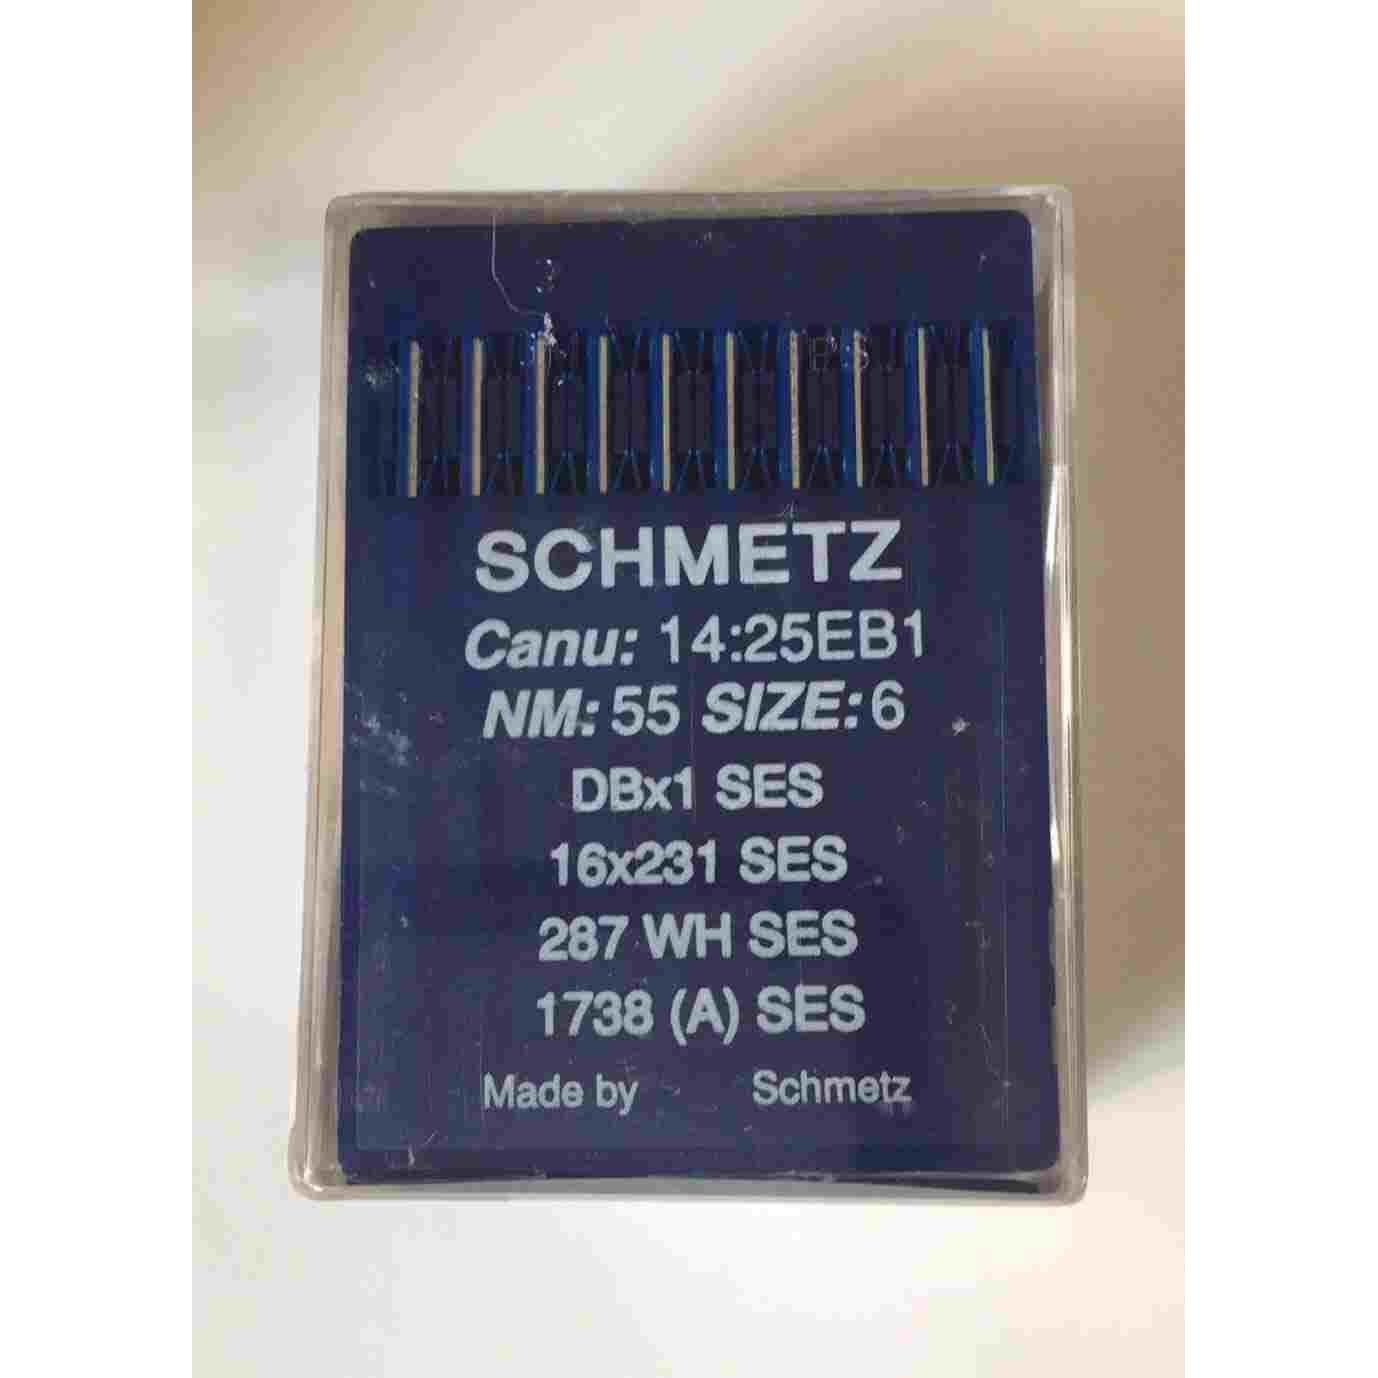 SCHMETZ
Canu: 14:25EB1
NM: 55 SIZE: 6
DBx1 SES
16x231 SES
287 WH SES
1738 (A) SES
Made by Schmetz